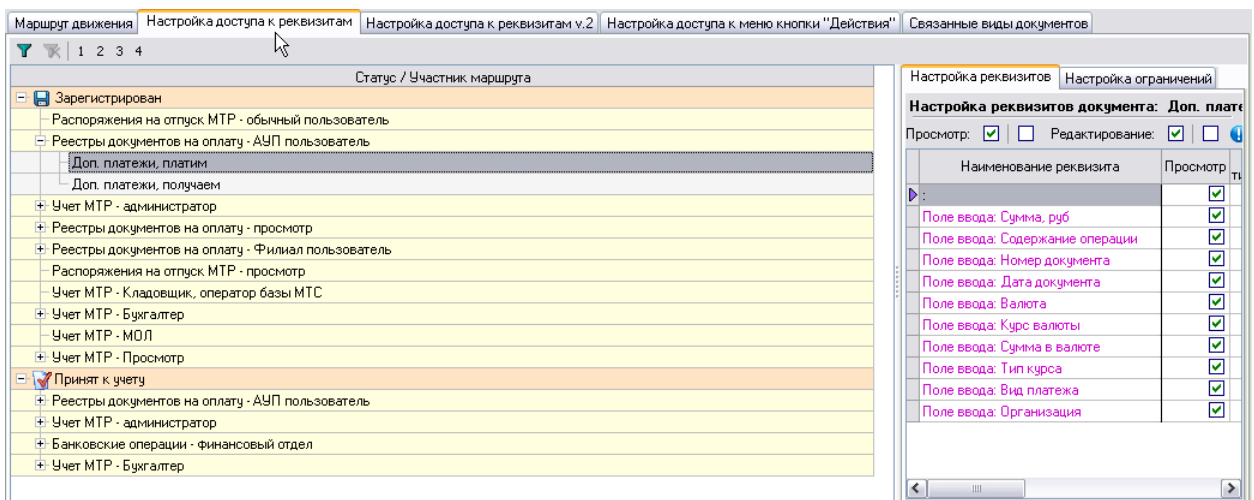 Маршрут движения Настройка доступа к реквизитам Настройка доступа к реквизитам v.2 Настройка доступа к меню кнопки "Действия" Связанные виды документов
1 2 3 4
Статус / Участник маршрута
Зарегистрирован
Распоряжения на отпуск МТР - обычный пользователь
Реестры документов на оплату - АУП пользователь
Доп. платежи, платим
Доп. платежи, получаем
Учет МТР - администратор
Реестры документов на оплату - просмотр
Реестры документов на оплату - Филиал пользователь
Распоряжения на отпуск МТР - просмотр
Учет МТР - Кладовщик, оператор базы МТС
Учет МТР - Бухгалтер
Учет МТР - МОЛ
Учет МТР - Просмотр
Принят к учету
Реестры документов на оплату - АУП пользователь
Учет МТР - администратор
Банковские операции - финансовый отдел
Учет МТР - Бухгалтер
Настройка реквизитов Настройка ограничений
Настройка реквизитов документа: Доп. плате
Просмотр: Редактирование:
Наименование реквизита Просмотр
:
Поле ввода: Сумма, руб
Поле ввода: Содержание операции
Поле ввода: Номер документа
Поле ввода: Дата документа
Поле ввода: Валюта
Поле ввода: Курс валюты
Поле ввода: Сумма в валюте
Поле ввода: Тип курса
Поле ввода: Вид платежа
Поле ввода: Организация